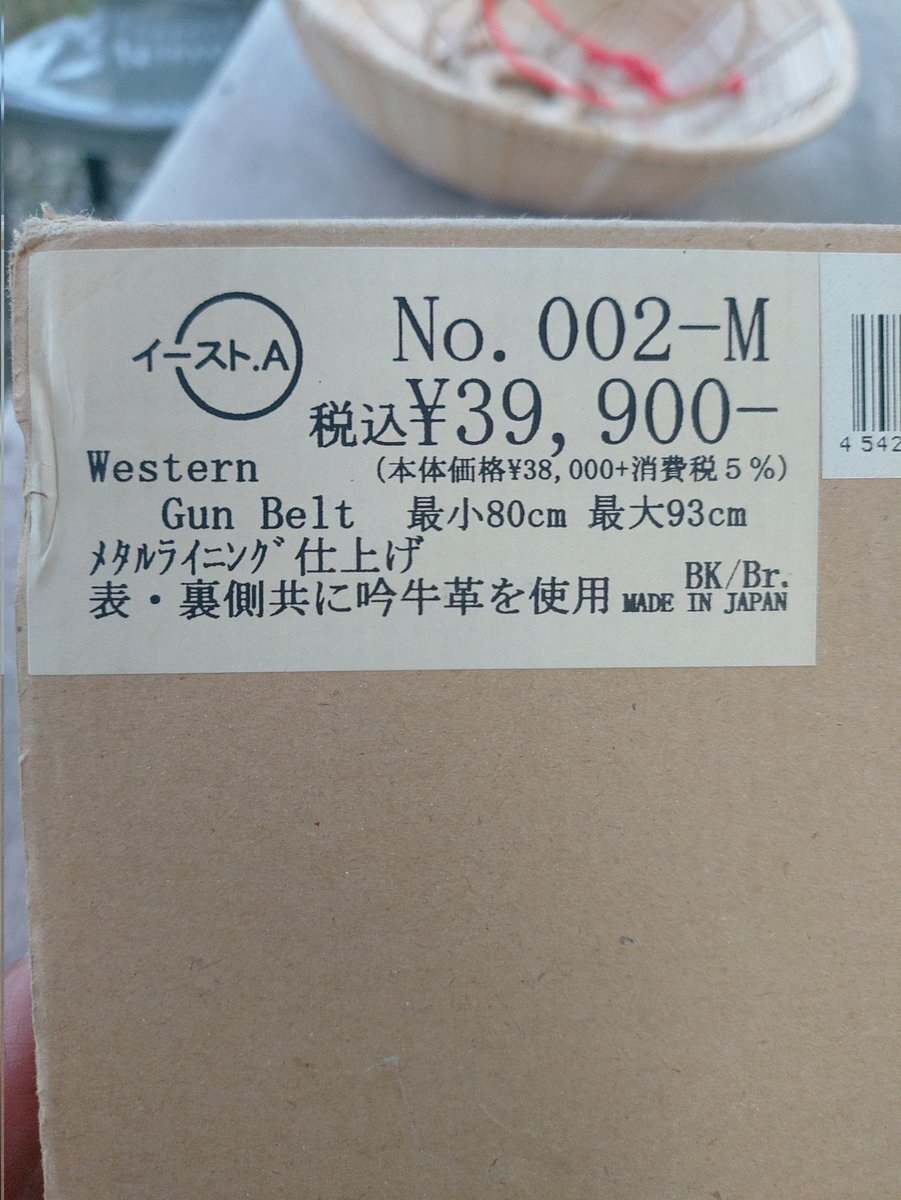 イースト.A
No. 002-M
税込¥39,900-
Western
(本体価格¥38,000+消費税5%)
Gun Belt 最小80cm 最大93cm
ﾒﾀﾙﾗｲﾆﾝｸﾞ仕上げ
BK/Br.
表・裏側共に吟牛革を使用 MADE IN JAPAN
4 542